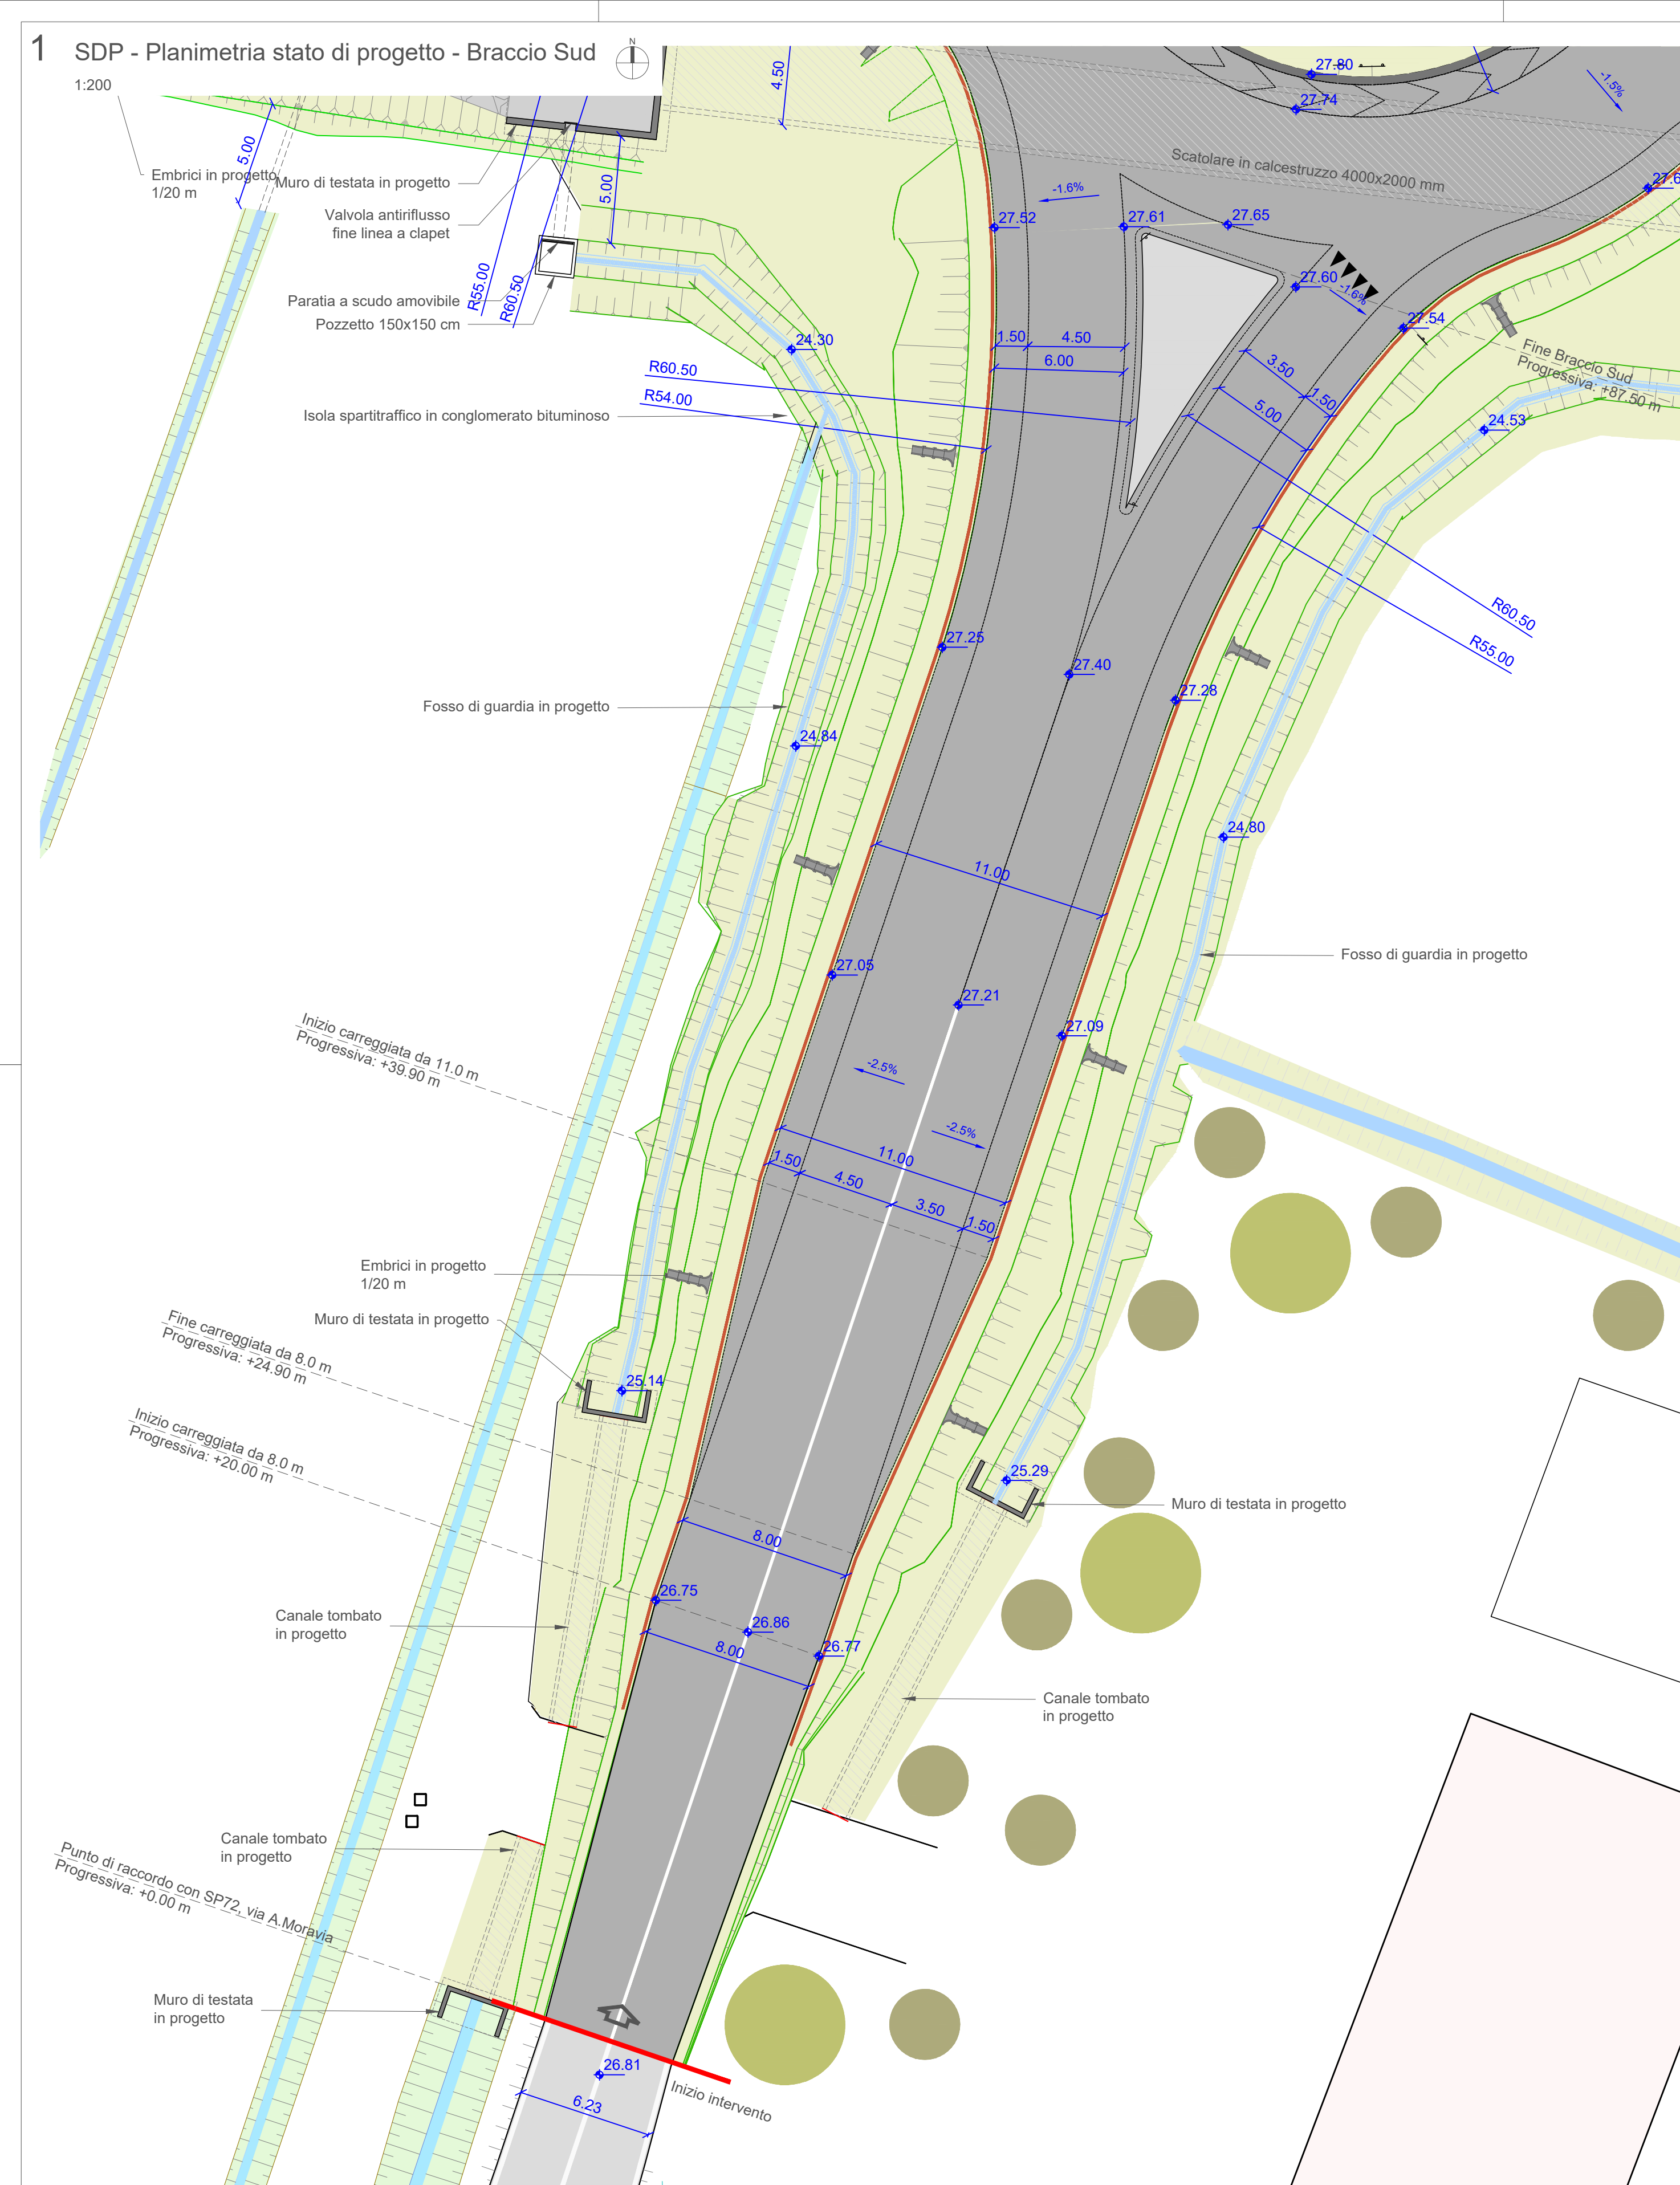 1 SDP - Planimetria stato di progetto - Braccio Sud
N
1:200
4.50
27.80
27.74
-1.5%
Scatolare in calcestruzzo 4000x2000 mm
5.00
Embrici in progetto
1/20 m
Muro di testata in progetto
Valvola antiriflusso
fine linea a clapet
5.00
Paratia a scudo amovibile
Pozzetto 150x150 cm
R55.00
R60.50
-1.6%
27.52
27.61
27.65
27.60
-1.6%
27.54
24.30
1.50
4.50
6.00
3.50
1.50
5.00
Fine Braccio Sud
Progressiva: +87.50 m
R60.50
R54.00
Isola spartitraffico in conglomerato bituminoso
24.53
R60.50
R55.00
27.25
27.40
27.28
Fosso di guardia in progetto
24.84
24.80
11.00
Fosso di guardia in progetto
27.05
27.21
27.09
Inizio carreggiata da 11.0 m
Progressiva: +39.90 m
-2.5%
-2.5%
11.00
1.50
4.50
3.50
1.50
Embrici in progetto
1/20 m
Muro di testata in progetto
Fine carreggiata da 8.0 m
Progressiva: +24.90 m
25.14
Inizio carreggiata da 8.0 m
Progressiva: +20.00 m
25.29
Muro di testata in progetto
8.00
26.75
26.86
26.77
8.00
Canale tombato
in progetto
Canale tombato
in progetto
Canale tombato
in progetto
Punto di raccordo con SP72, via A.Moravia
Progressiva: +0.00 m
Muro di testata
in progetto
26.81
6.23
Inizio intervento